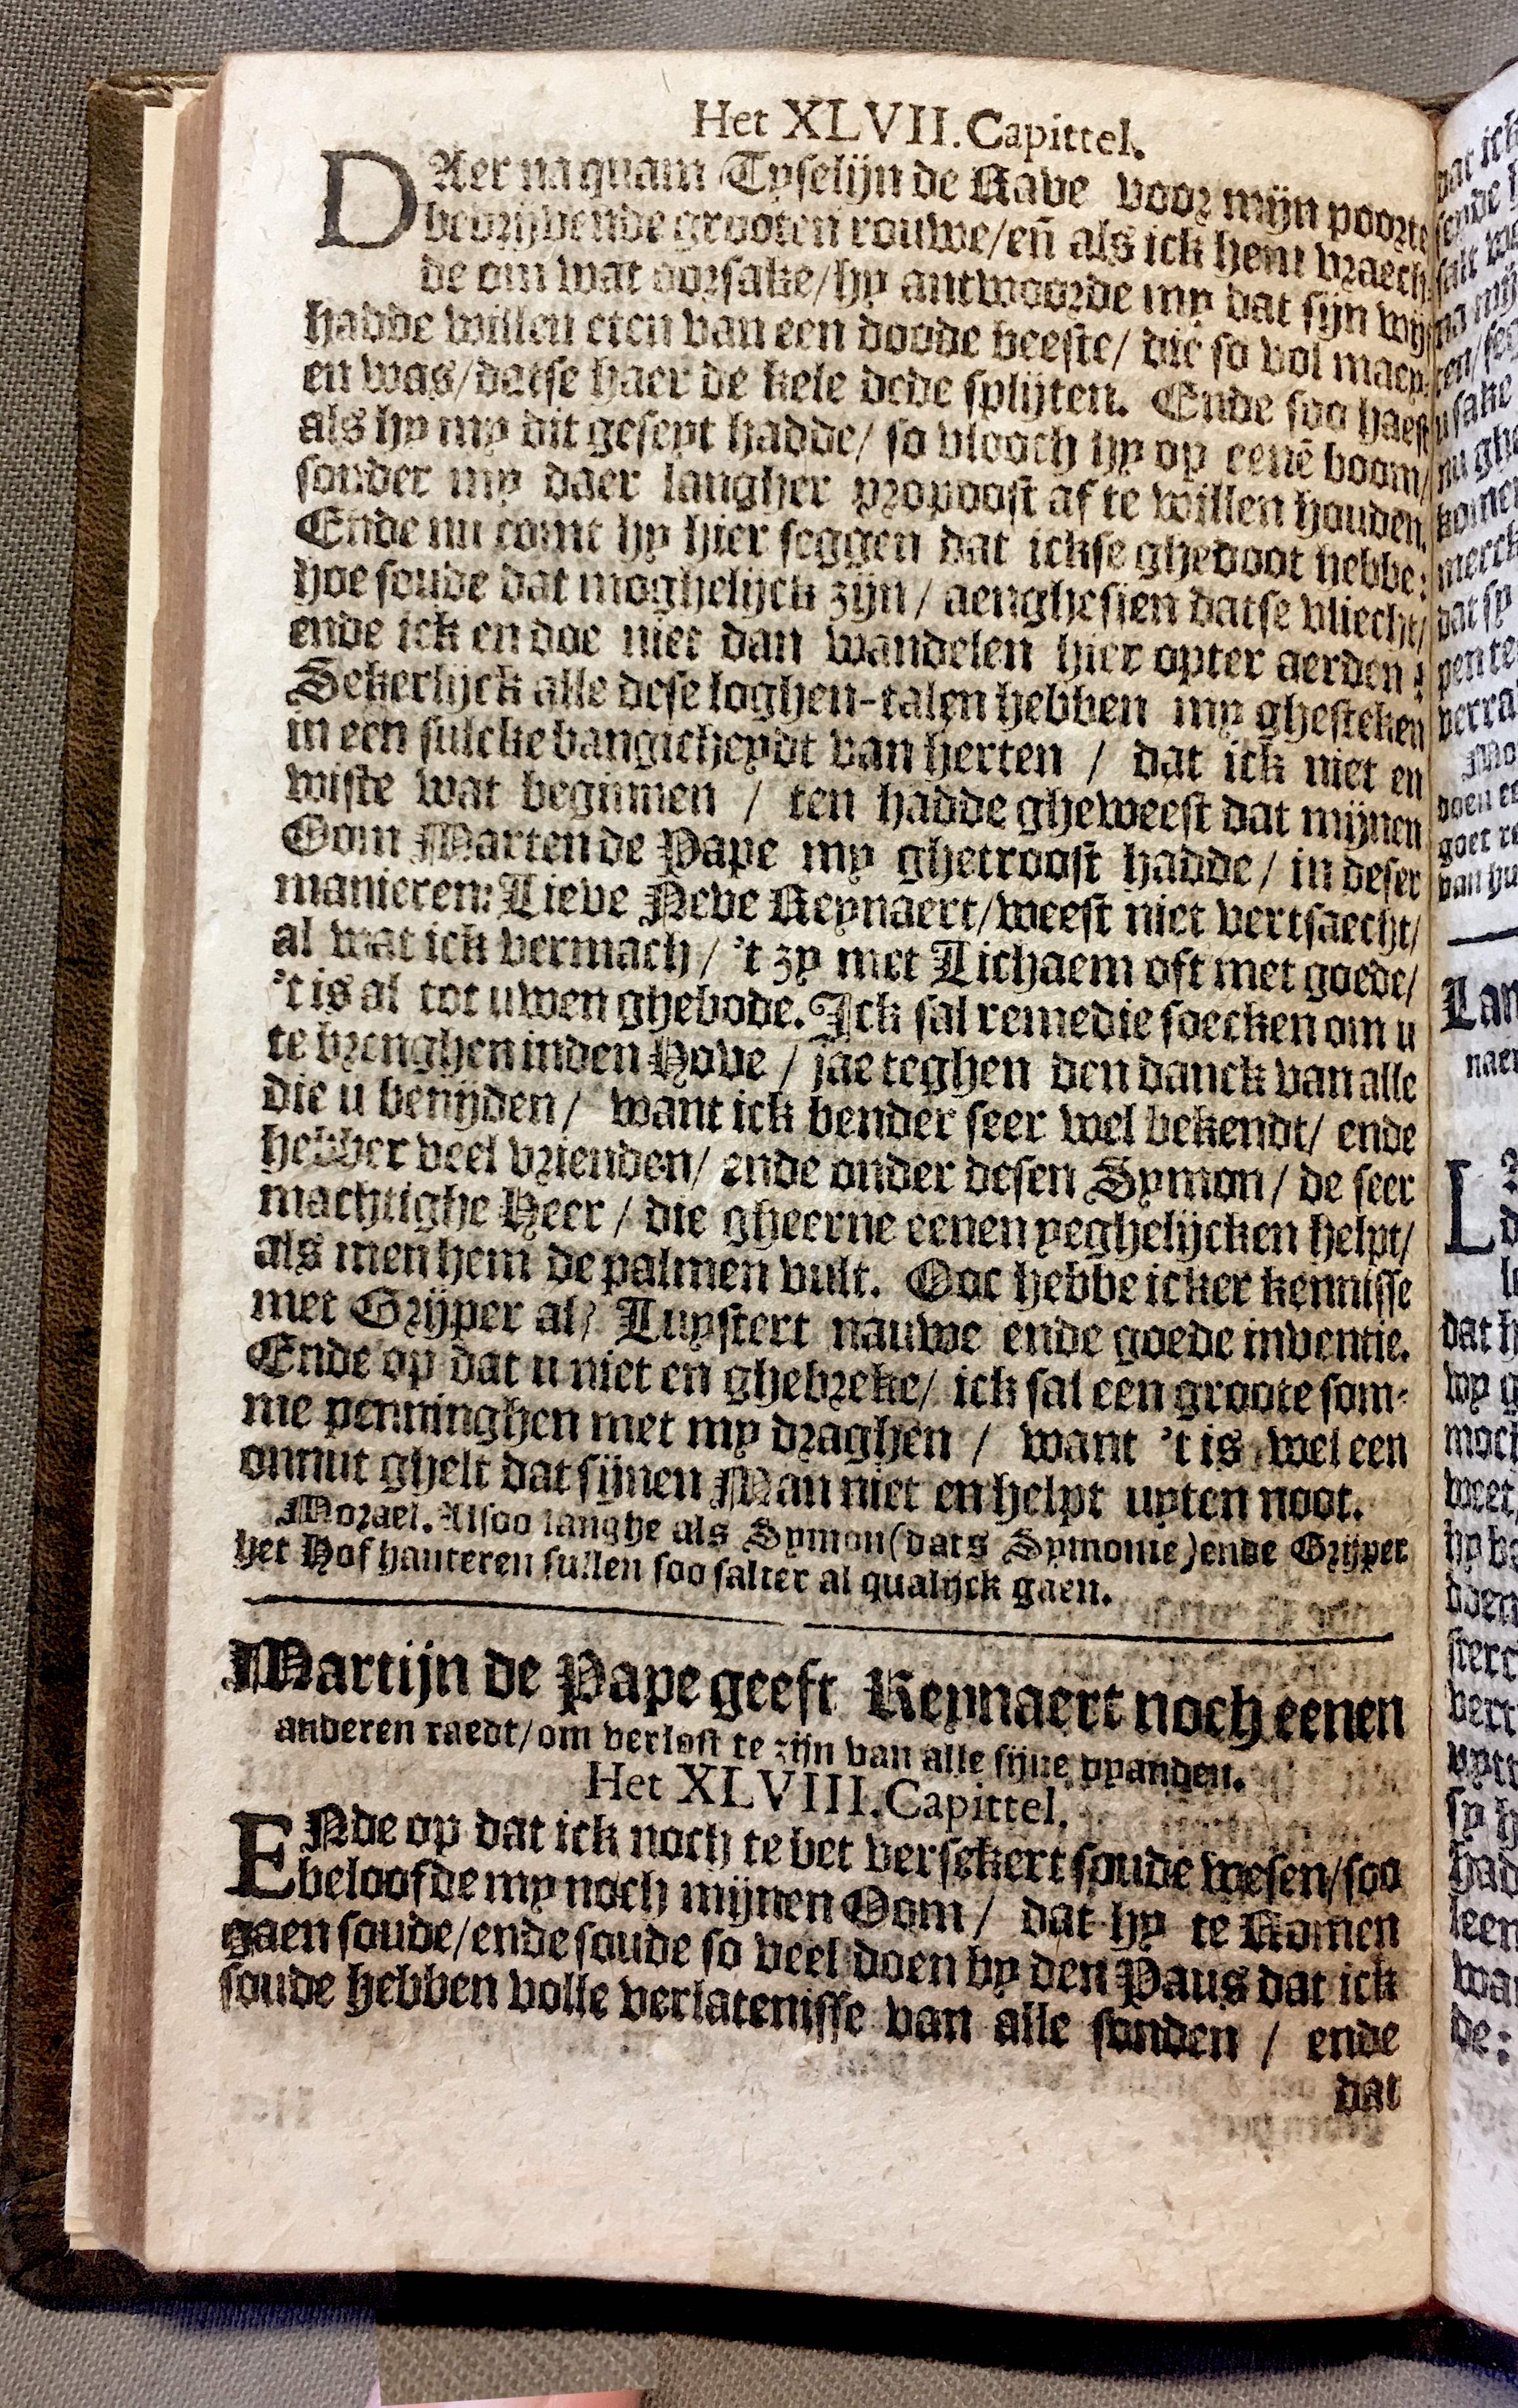 Het XLVII. Capittel.
DAer na quam Tyselijn de Rave voor mijn poorte
bedrijvende grooten rouwe/ en̄ als ick hem vraech-
de om wat oorsake/ hy antwoorde my dat sijn wijf
hadde willen eten van een doode beeste/ die so vol maey-
en was/ datse haer de kele dede splijten. Ende soo haest
als hy my dit geseyt hadde/ so vlooch hy op eenē boom/
sonder my daer langher propoost af te willen houden.
Ende nu comt hy hier seggen dat ickse ghedoot hebbe:
hoe soude dat moghelijck zijn/ aenghesien datse vliecht/
ende ick en doe niet dan wandelen hier opter aerden?
Sekerlijck alle dese loghen-talen hebben my ghesteken
in een sulcke bangicheydt van herten / dat ick niet en
wiste wat beginnen / ten hadde gheweest dat mijnen
Oom Marten de Pape my ghetroost hadde/ in deser
manieren: Lieve Neve Reynaert/ weest niet vertsaecht/
al wat ick vermach/ 't zy met Lichaem oft met goede/
't is al tot uwen ghebode. Ick sal remedie soecken om u
te brenghen inden Hove / jae teghen den danck van alle
die u benijden/ want ick bender seer wel bekendt/ ende
hebber veel vrienden/ ende onder desen Symon/ de seer
machtighe Heer/ die gheerne eenen yeghelijcken helpt/
als men hem de palmen vult. Ooc hebbe icker kennisse
met Grijper al/ Luystert nauwe ende goede inventie.
Ende op dat u niet en ghebreke/ ick sal een groote som-
me penninghen met my draghen / want 't is wel een
onnut ghelt dat sijnen Man niet en helpt uyten noot.
Morael. Alsoo langhe als Symon (dats Symonie) ende Grijper
het Hof hanteren sullen soo salter al qualijck gaen.
Martijn de Pape geeft Reynaert noch eenen
anderen raedt/ om verlost te zijn van alle sijne vyanden.
Het XLVIII. Capittel.
ENde op dat ick noch te bet versekert soude wesen/ soo
beloofde my noch mijnen Oom/ dat hy te Romen
gaen soude/ ende soude so veel doen by den Paus dat ick
soude hebben volle verlatenisse van alle sonden / ende
dat